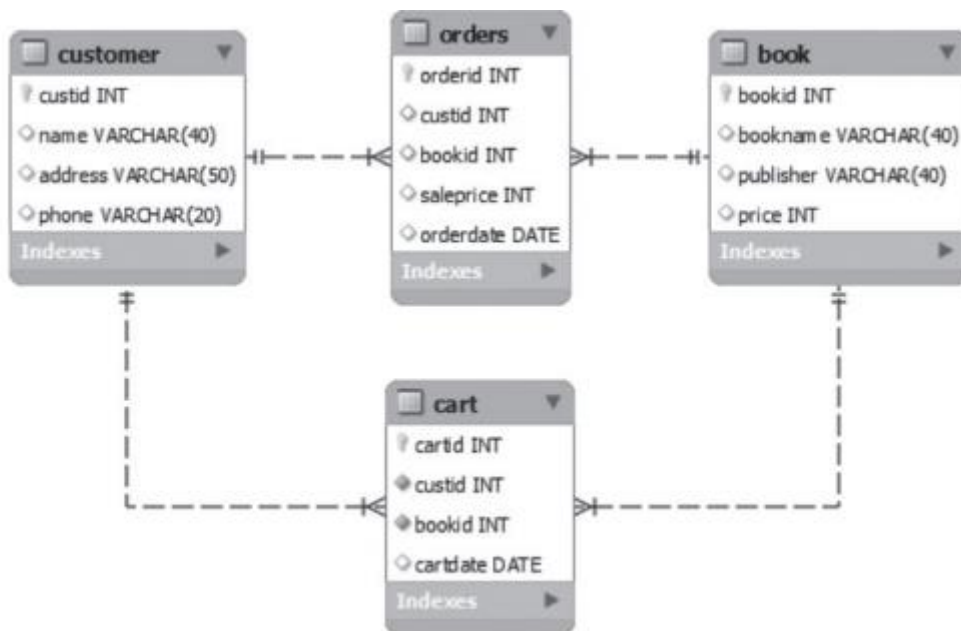 customer
custid INT
name VARCHAR(40)
address VARCHAR(50)
phone VARCHAR(20)
Indexes
orders
orderid INT
custid INT
bookid INT
saleprice INT
orderdate DATE
Indexes
book
bookid INT
bookname VARCHAR(40)
publisher VARCHAR(40)
price INT
Indexes
cart
cartid INT
custid INT
bookid INT
cartdate DATE
Indexes